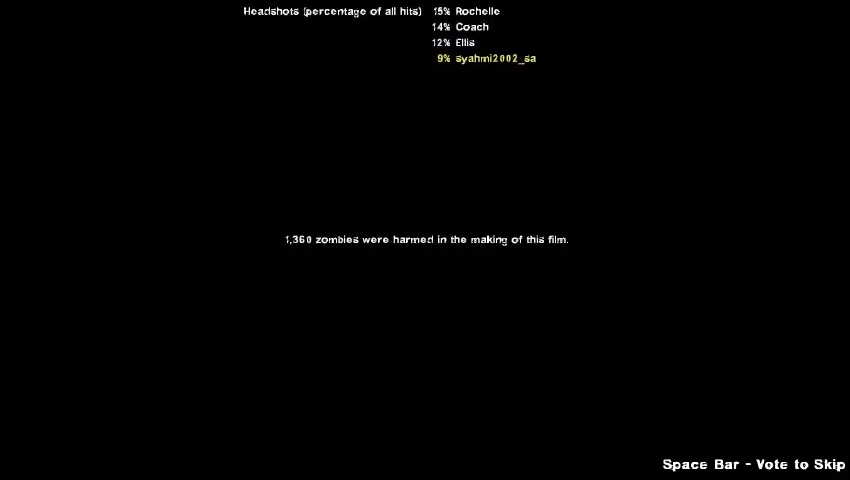 Headshots (percentage of all hits) 15% Rochelle
14% Coach
12% Ellis
9% syahmi2002_sa
1,360 zombies were harmed in the making of this film.
Space Bar - Vote to Skip